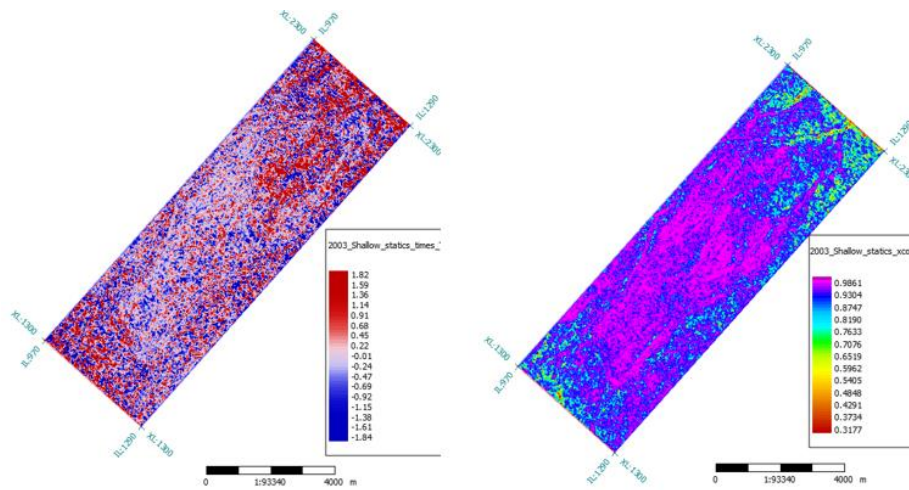 XL:2300
IL:970
IL:1290
XL:2300
2003_Shallow_statics_times_
1.82
1.59
1.36
1.14
0.91
0.68
0.45
0.22
-0.01
-0.24
-0.47
-0.69
-0.92
-1.15
-1.38
-1.61
-1.84
XL:1300
IL:970
IL:1290
XL:1300
0
1:93340
4000 m
XL:2300
IL:970
IL:1290
XL:230
2003_Shallow_statics_xco
0.9861
0.9304
0.8747
0.8190
0.7633
0.7076
0.6519
0.5962
0.5405
0.4848
0.4291
0.3734
0.3177
XL:1300
IL:970
IL:1290
XL:1300
0
1:93340
4000 m